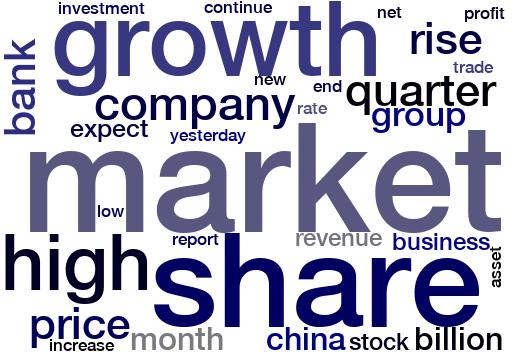 investment
continue
net
profit
growth
rise
bank
trade
new
end
quarter
company
rate
group
expect
yesterday
market
low
report
revenue
business
high
share
asset
price
month
china
stock
billion
increase